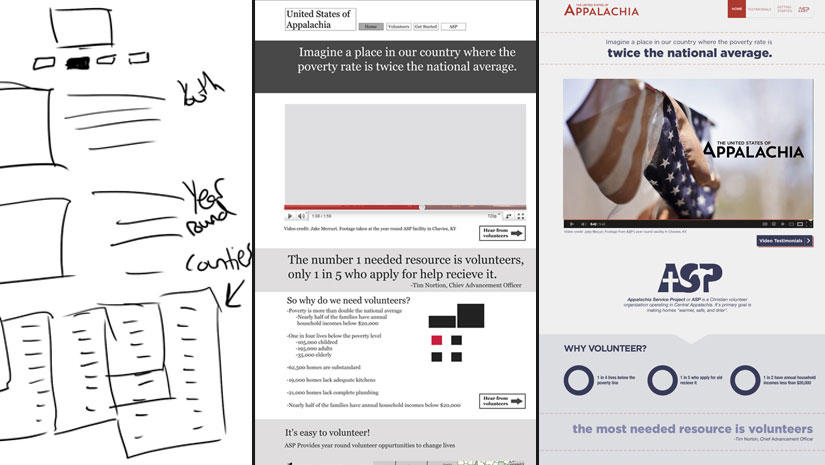 Youth
Year
round
Counties
United States of
Appalachia
Home
Volunteers
Get Started
ASP
Imagine a place in our country where the
poverty rate is twice the national average.
1:08 / 1:58
720p
Video credit: Jake Mercuri. Footage taken at the year round ASP facility in Chavies, KY
Hear from
volunteers
The number 1 needed resource is volunteers,
only 1 in 5 who apply for help recieve it.
-Tim Norton, Chiev Advancement Officer
So why do we need volunteers?
-Poverty is more than double the national average
-Nearly half of the families have annual
household incomes below $20,000
-One in four lives below the poverty level
-105,000 childred
-195,000 adults
-35,000 elderly
-62,500 homes are substandard
-19,000 homes lack adequate kitchens
-21,000 homes lack complete plumbing
-Nearly half of the families have annual household incomes below $20,000
Hear from
volunteers
It's easy to volunteer!
ASP Provides year round volunteer oppurtunities to change lives
THE UNITED STATES OF
APPALACHIA
HOME
TESTIMONIALS
GETTING
STARTED
ASP
Imagine a place in our country where the poverty rate is
twice the national average.
THE UNITED STATES OF
APPALACHIA
Video credit: Jake Mercuri. Footage from ASP's year round facility in Chavies, KY.
Video Testimonials
ASP
Appalachia Service Project or ASP is a Christian volunteer
organization operating in Central Appalachia. It's primary goal is
making homes "warmer, safe, and drier".
WHY VOLUNTEER?
1 in 4 lives below the
poverty line
1 in 5 who apply for aid
recieve it
1 in 2 have annual household
incomes less than $20,000
the most needed resource is volunteers
-Tim Norton, Chief Advancement Officer